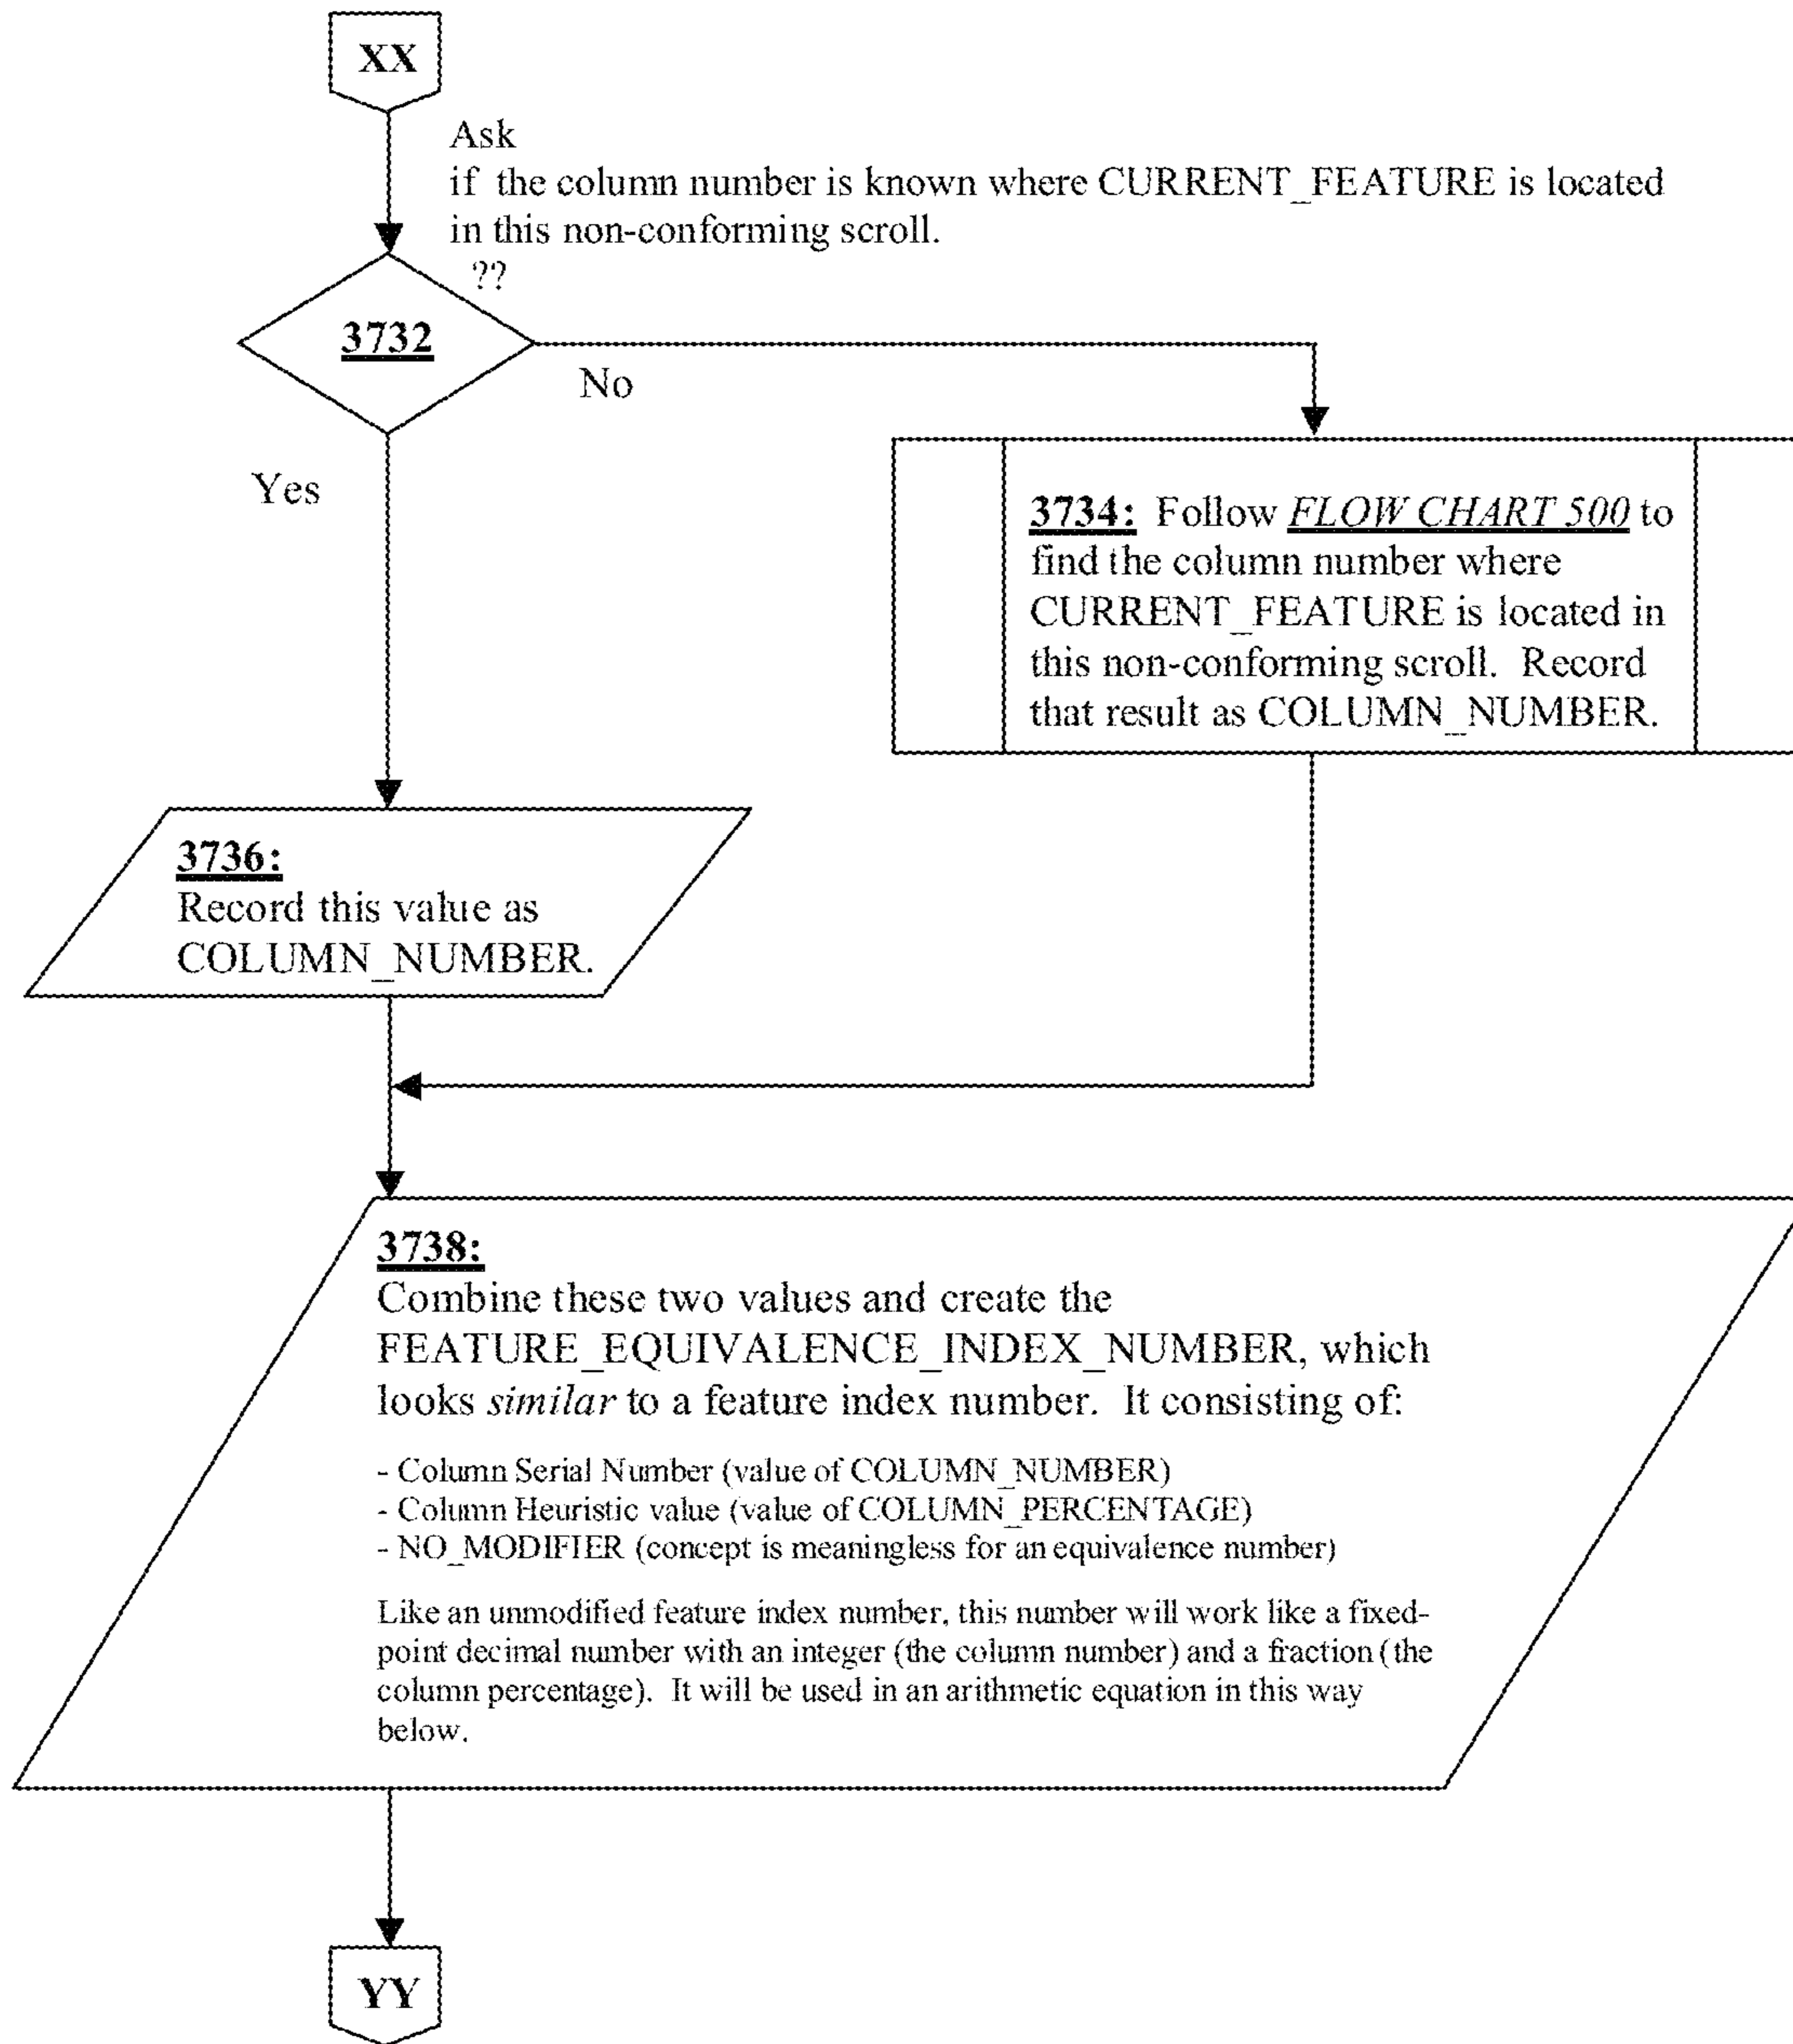 XX
Ask
if the column number is known where CURRENT_FEATURE is located
in this non-conforming scroll.
??
3732
No
Yes
3734: Follow FLOW CHART 500 to
find the column number where
CURRENT_FEATURE is located in
this non-conforming scroll. Record
that result as COLUMN_NUMBER.
3736:
Record this value as
COLUMN_NUMBER.
3738:
Combine these two values and create the
FEATURE_EQUIVALENCE_INDEX_NUMBER, which
looks similar to a feature index number. It consisting of:
- Column Serial Number (value of COLUMN_NUMBER)
- Column Heuristic value (value of COLUMN_PERCENTAGE)
- NO_MODIFIER (concept is meaningless for an equivalence number)
Like an unmodified feature index number, this number will work like a fixed-
point decimal number with an integer (the column number) and a fraction (the
column percentage). It will be used in an arithmetic equation in this way
below.
YY